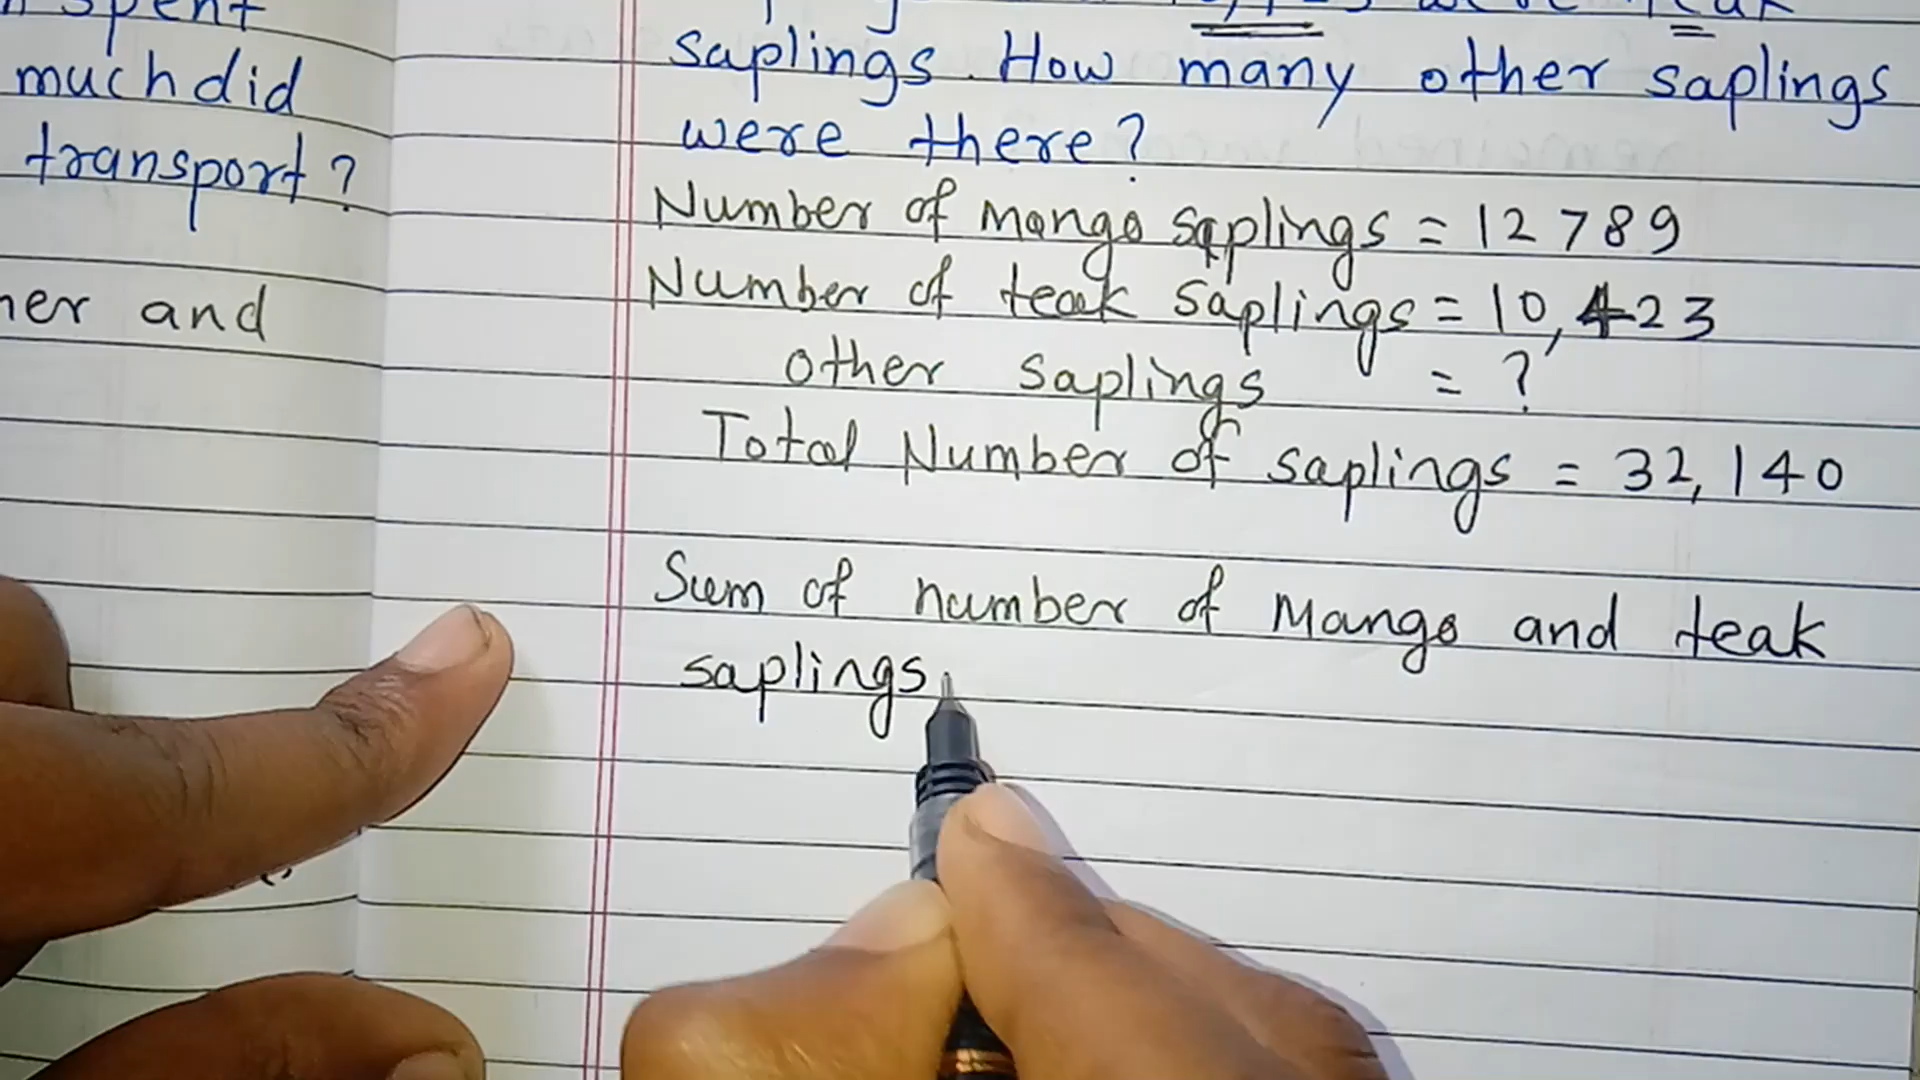 spent
much did
transport?
and
saplings. How many other saplings
were there?
Number of mango saplings = 12789
Number of teak saplings = 10,423
other saplings = ?
Total Number of saplings = 32,140
Sum of number of Mango and teak
saplings